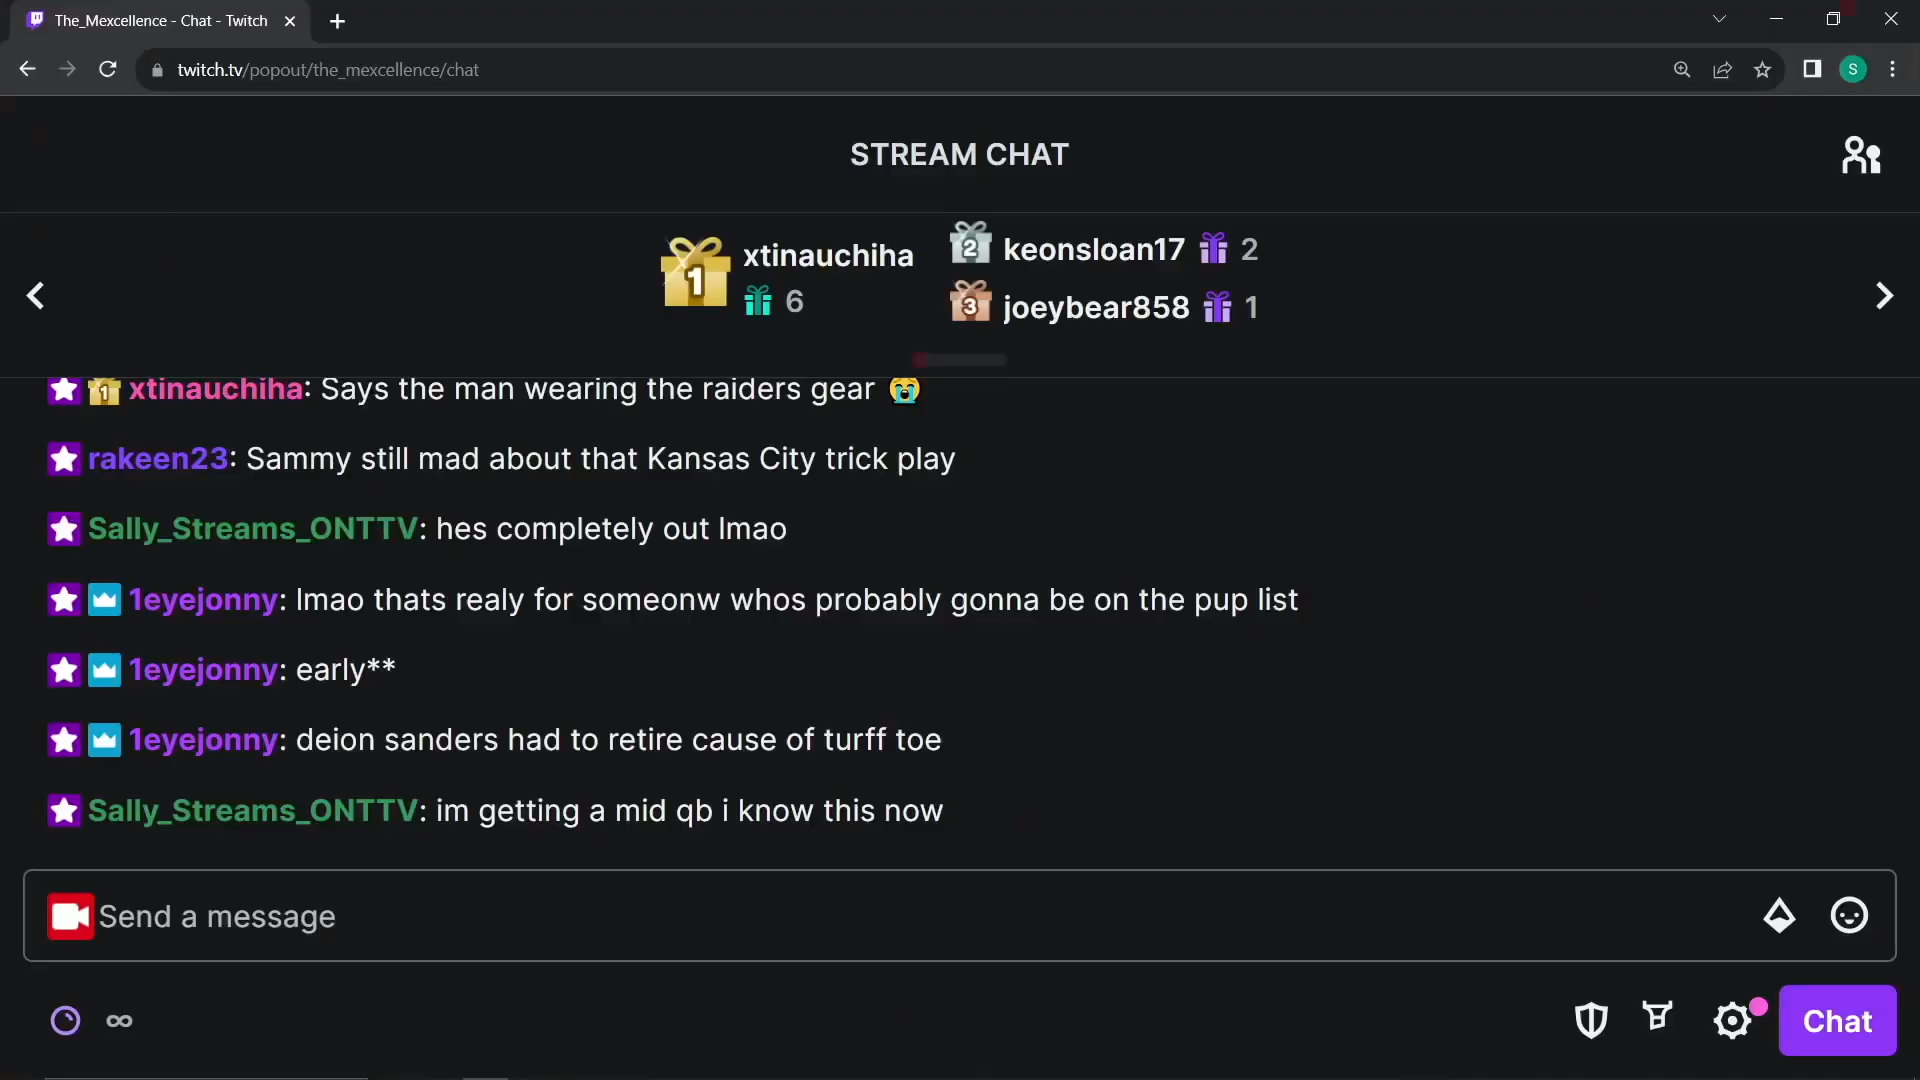 The_Mexcellence - Chat - Twitch
twitch.tv/popout/the_mexcellence/chat
S
STREAM CHAT
1 xtinauchiha 6
2 keonsloan17 2
3 joeybear858 1
1 xtinauchiha: Says the man wearing the raiders gear 😭
rakeen23: Sammy still mad about that Kansas City trick play
Sally_Streams_ONTTV: hes completely out lmao
1eyejonny: lmao thats realy for someonw whos probably gonna be on the pup list
1eyejonny: early**
1eyejonny: deion sanders had to retire cause of turff toe
Sally_Streams_ONTTV: im getting a mid qb i know this now
Send a message
Chat